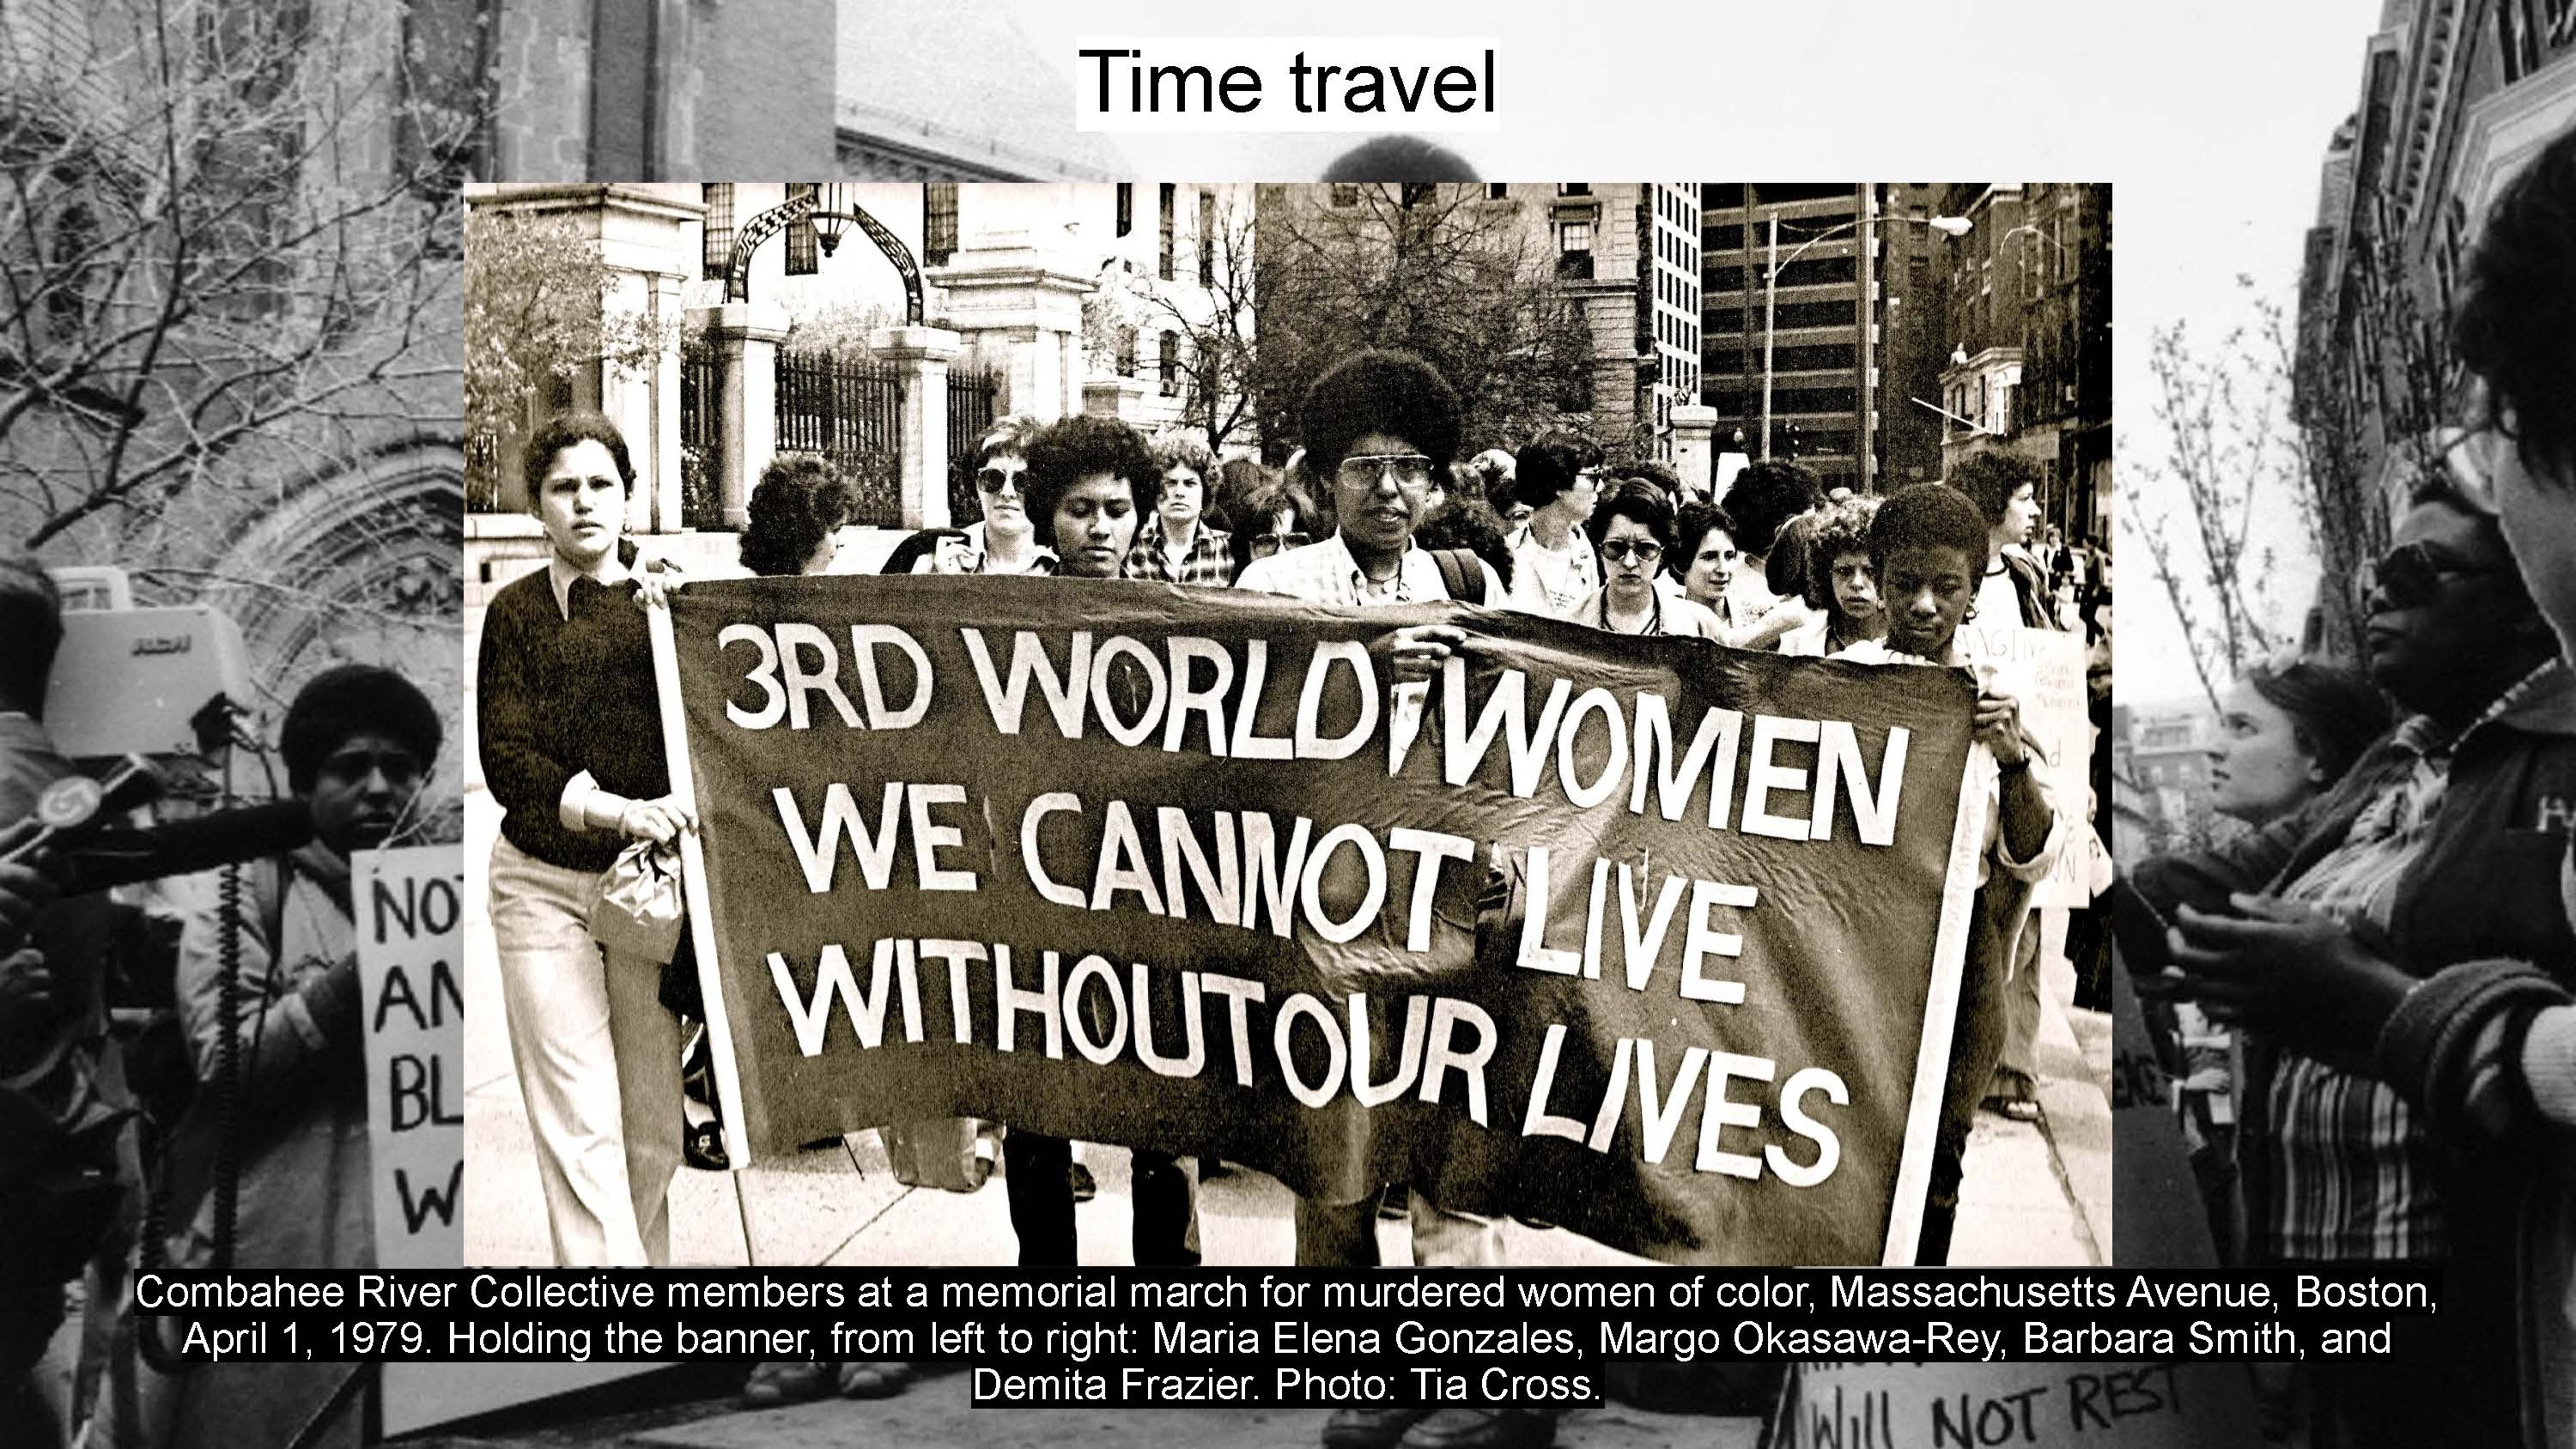 Time travel
RCA
3RD WORLD WOMEN
WE CANNOT LIVE
WITHOUT OUR LIVES
NO
AN
BL
W
Combahee River Collective members at a memorial march for murdered women of color, Massachusetts Avenue, Boston,
April 1, 1979. Holding the banner, from left to right: Maria Elena Gonzales, Margo Okasawa-Rey, Barbara Smith, and
Demita Frazier. Photo: Tia Cross.
Will NOT REST